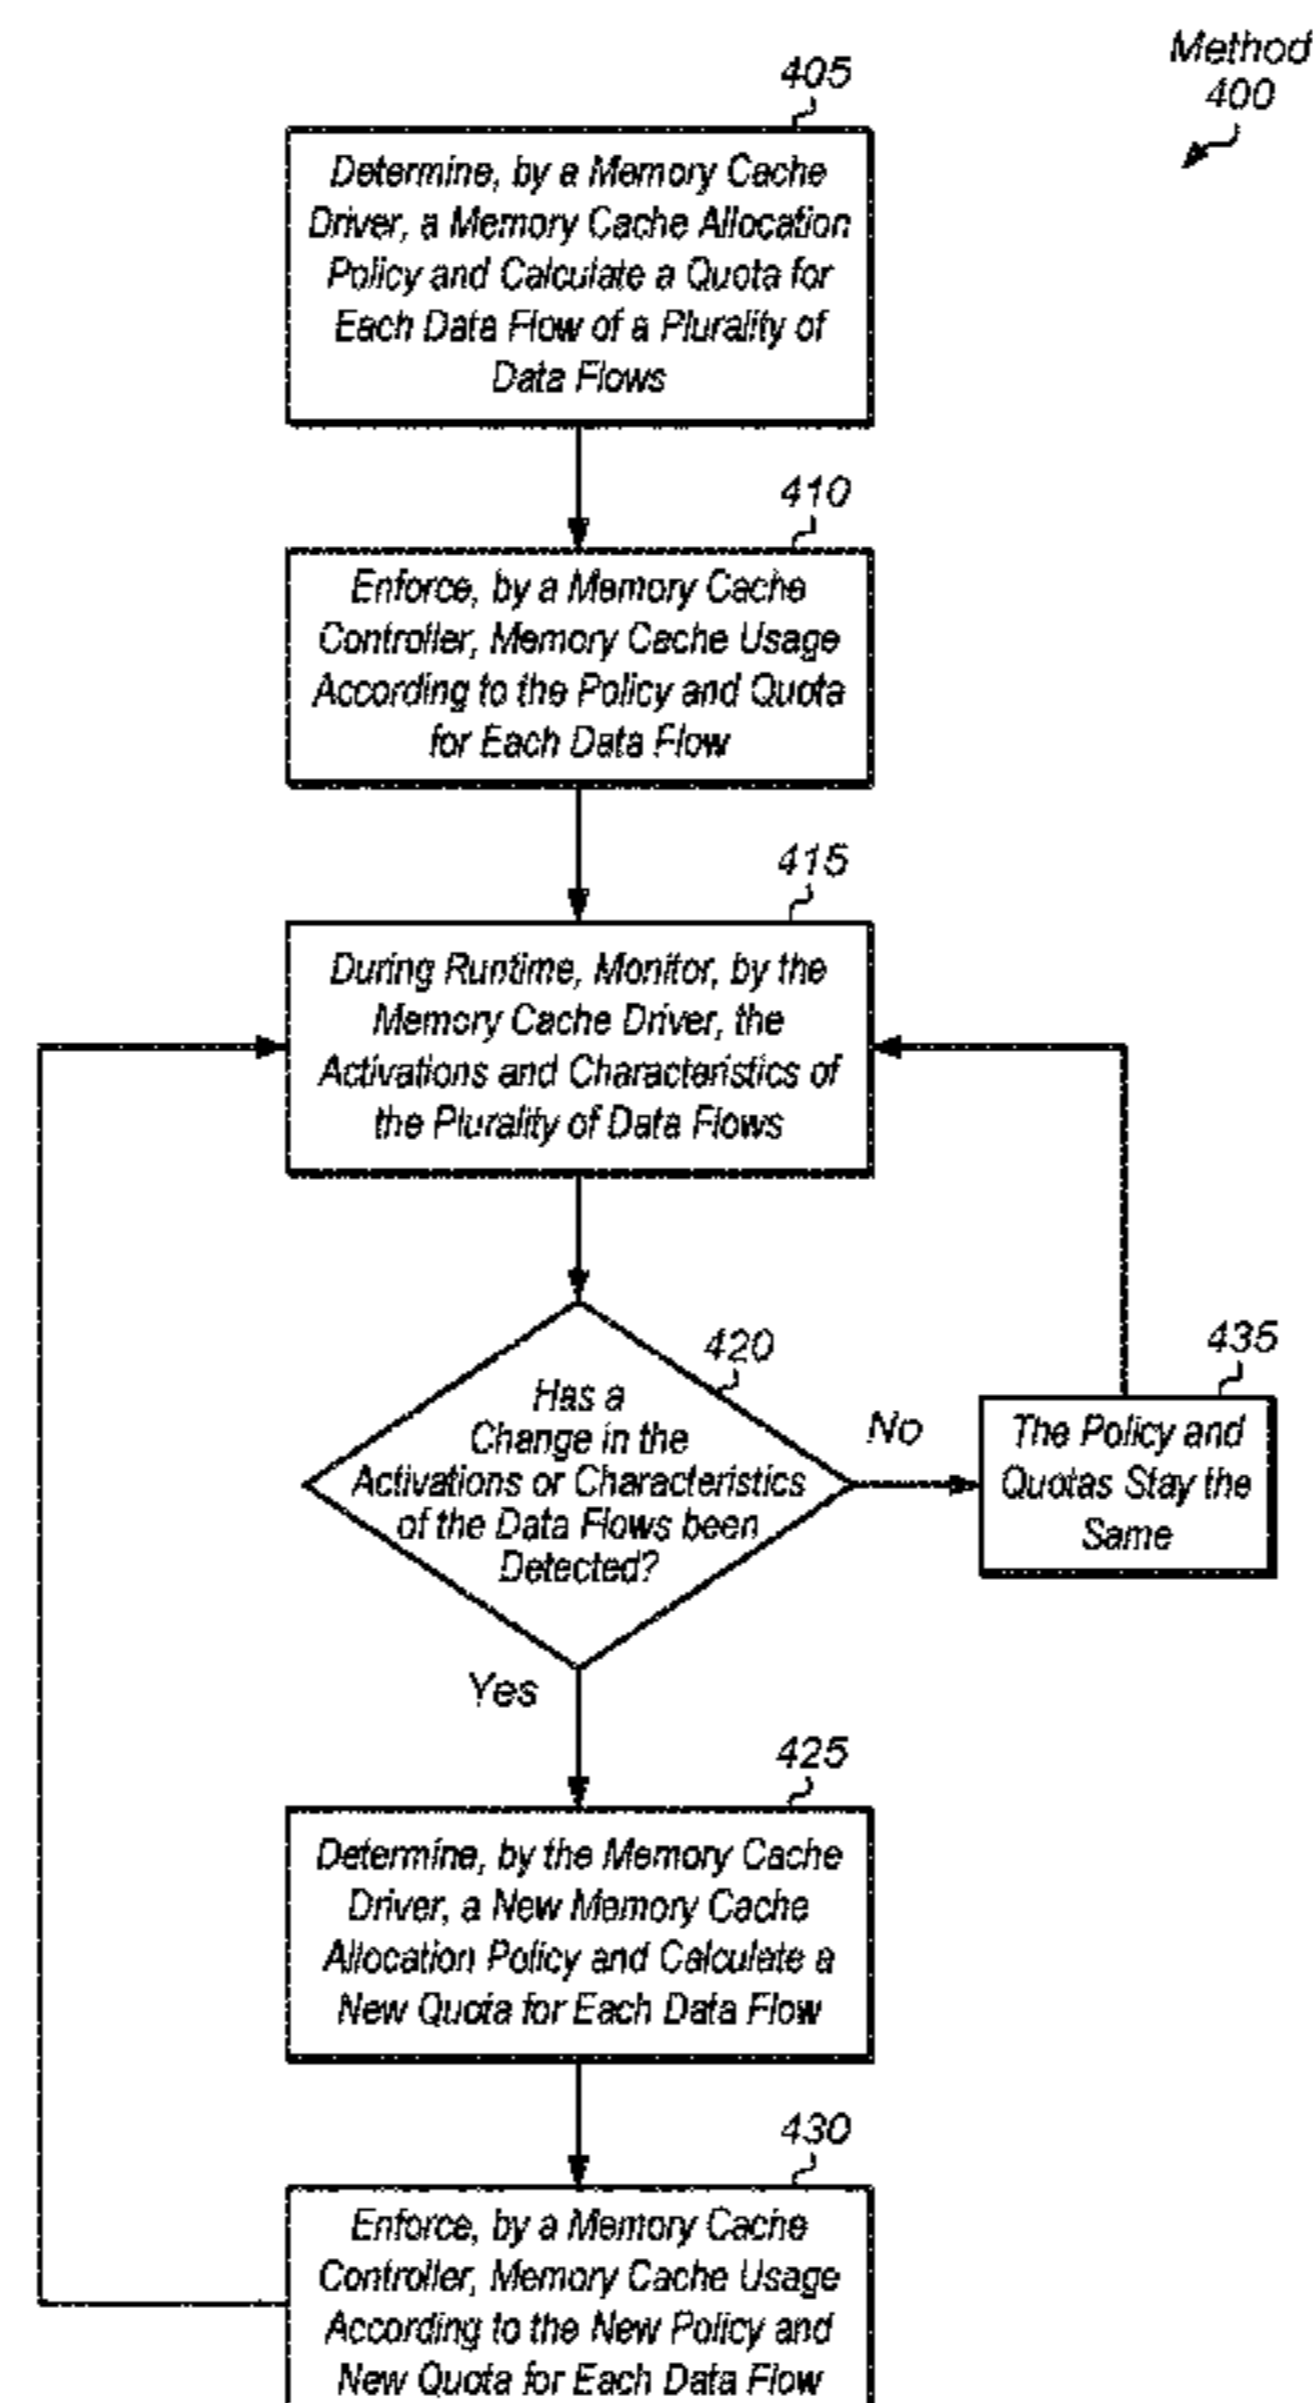 Method
400
405
Determine, by a Memory Cache
Driver, a Memory Cache Allocation
Policy and Calculate a Quota for
Each Data Flow of a Plurality of
Data Flows
410
Enforce, by a Memory Cache
Controller, Memory Cache Usage
According to the Policy and Quota
for Each Data Flow
415
During Runtime, Monitor, by the
Memory Cache Driver, the
Activations and Characteristics of
the Plurality of Data Flows
420
Has a
Change in the
Activations or Characteristics
of the Data Flows been
Detected?
No
435
The Policy and
Quotas Stay the
Same
Yes
425
Determine, by the Memory Cache
Driver, a New Memory Cache
Allocation Policy and Calculate a
New Quota for Each Data Flow
430
Enforce, by a Memory Cache
Controller, Memory Cache Usage
According to the New Policy and
New Quota for Each Data Flow